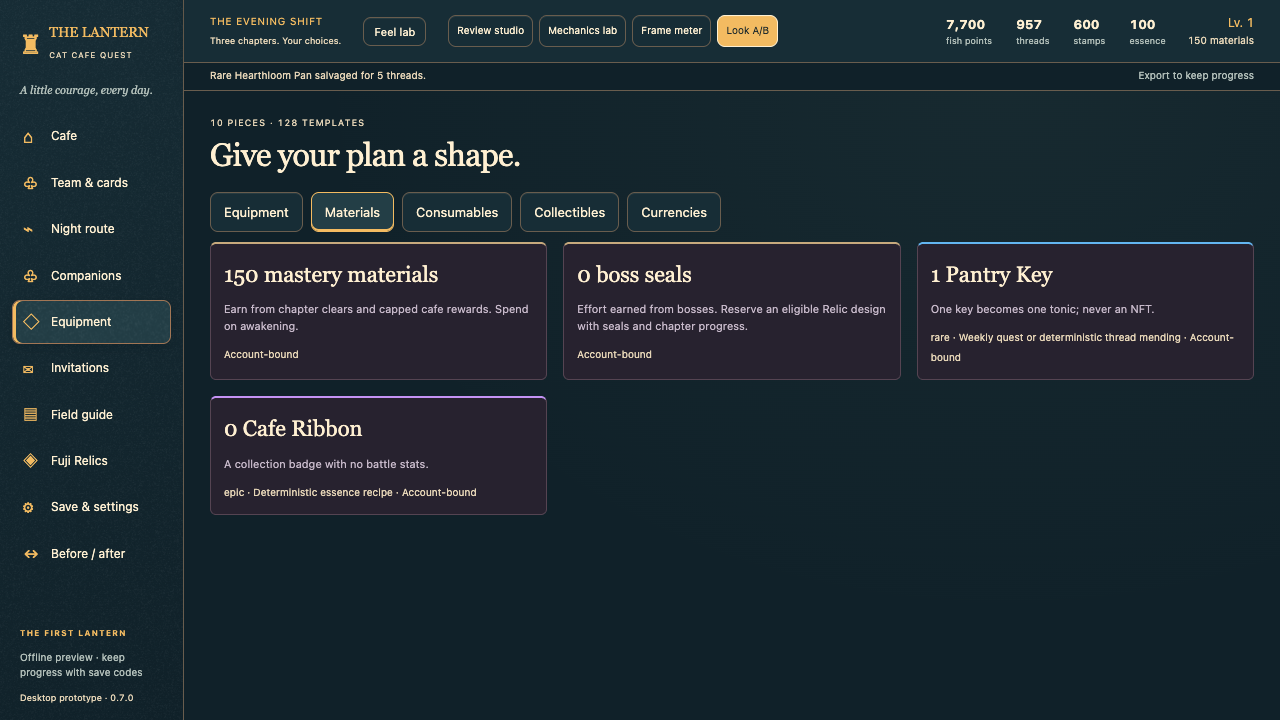 THE LANTERN
CAT CAFE QUEST
A little courage, every day.
Cafe
Team & cards
Night route
Companions
Equipment
Invitations
Field guide
Fuji Relics
Save & settings
Before / after
THE FIRST LANTERN
Offline preview · keep
progress with save codes
Desktop prototype · 0.7.0
THE EVENING SHIFT
Three chapters. Your choices.
Feel lab
Review studio
Mechanics lab
Frame meter
Look A/B
7,700
fish points
957
threads
600
stamps
100
essence
Lv. 1
150 materials
Rare Hearthloom Pan salvaged for 5 threads.
Export to keep progress
10 PIECES · 128 TEMPLATES
Give your plan a shape.
Equipment
Materials
Consumables
Collectibles
Currencies
150 mastery materials
Earn from chapter clears and capped cafe rewards. Spend
on awakening.
Account-bound
0 boss seals
Effort earned from bosses. Reserve an eligible Relic design
with seals and chapter progress.
Account-bound
1 Pantry Key
One key becomes one tonic; never an NFT.
rare · Weekly quest or deterministic thread mending · Account-
bound
0 Cafe Ribbon
A collection badge with no battle stats.
epic · Deterministic essence recipe · Account-bound